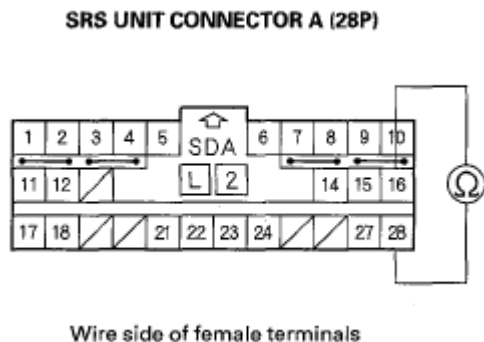 SRS UNIT CONNECTOR A (28P)
1 2 3 4 5 6 7 8 9 10
SDA
11 12 L 2 14 15 16
Ω
17 18 21 22 23 24 27 28
Wire side of female terminals